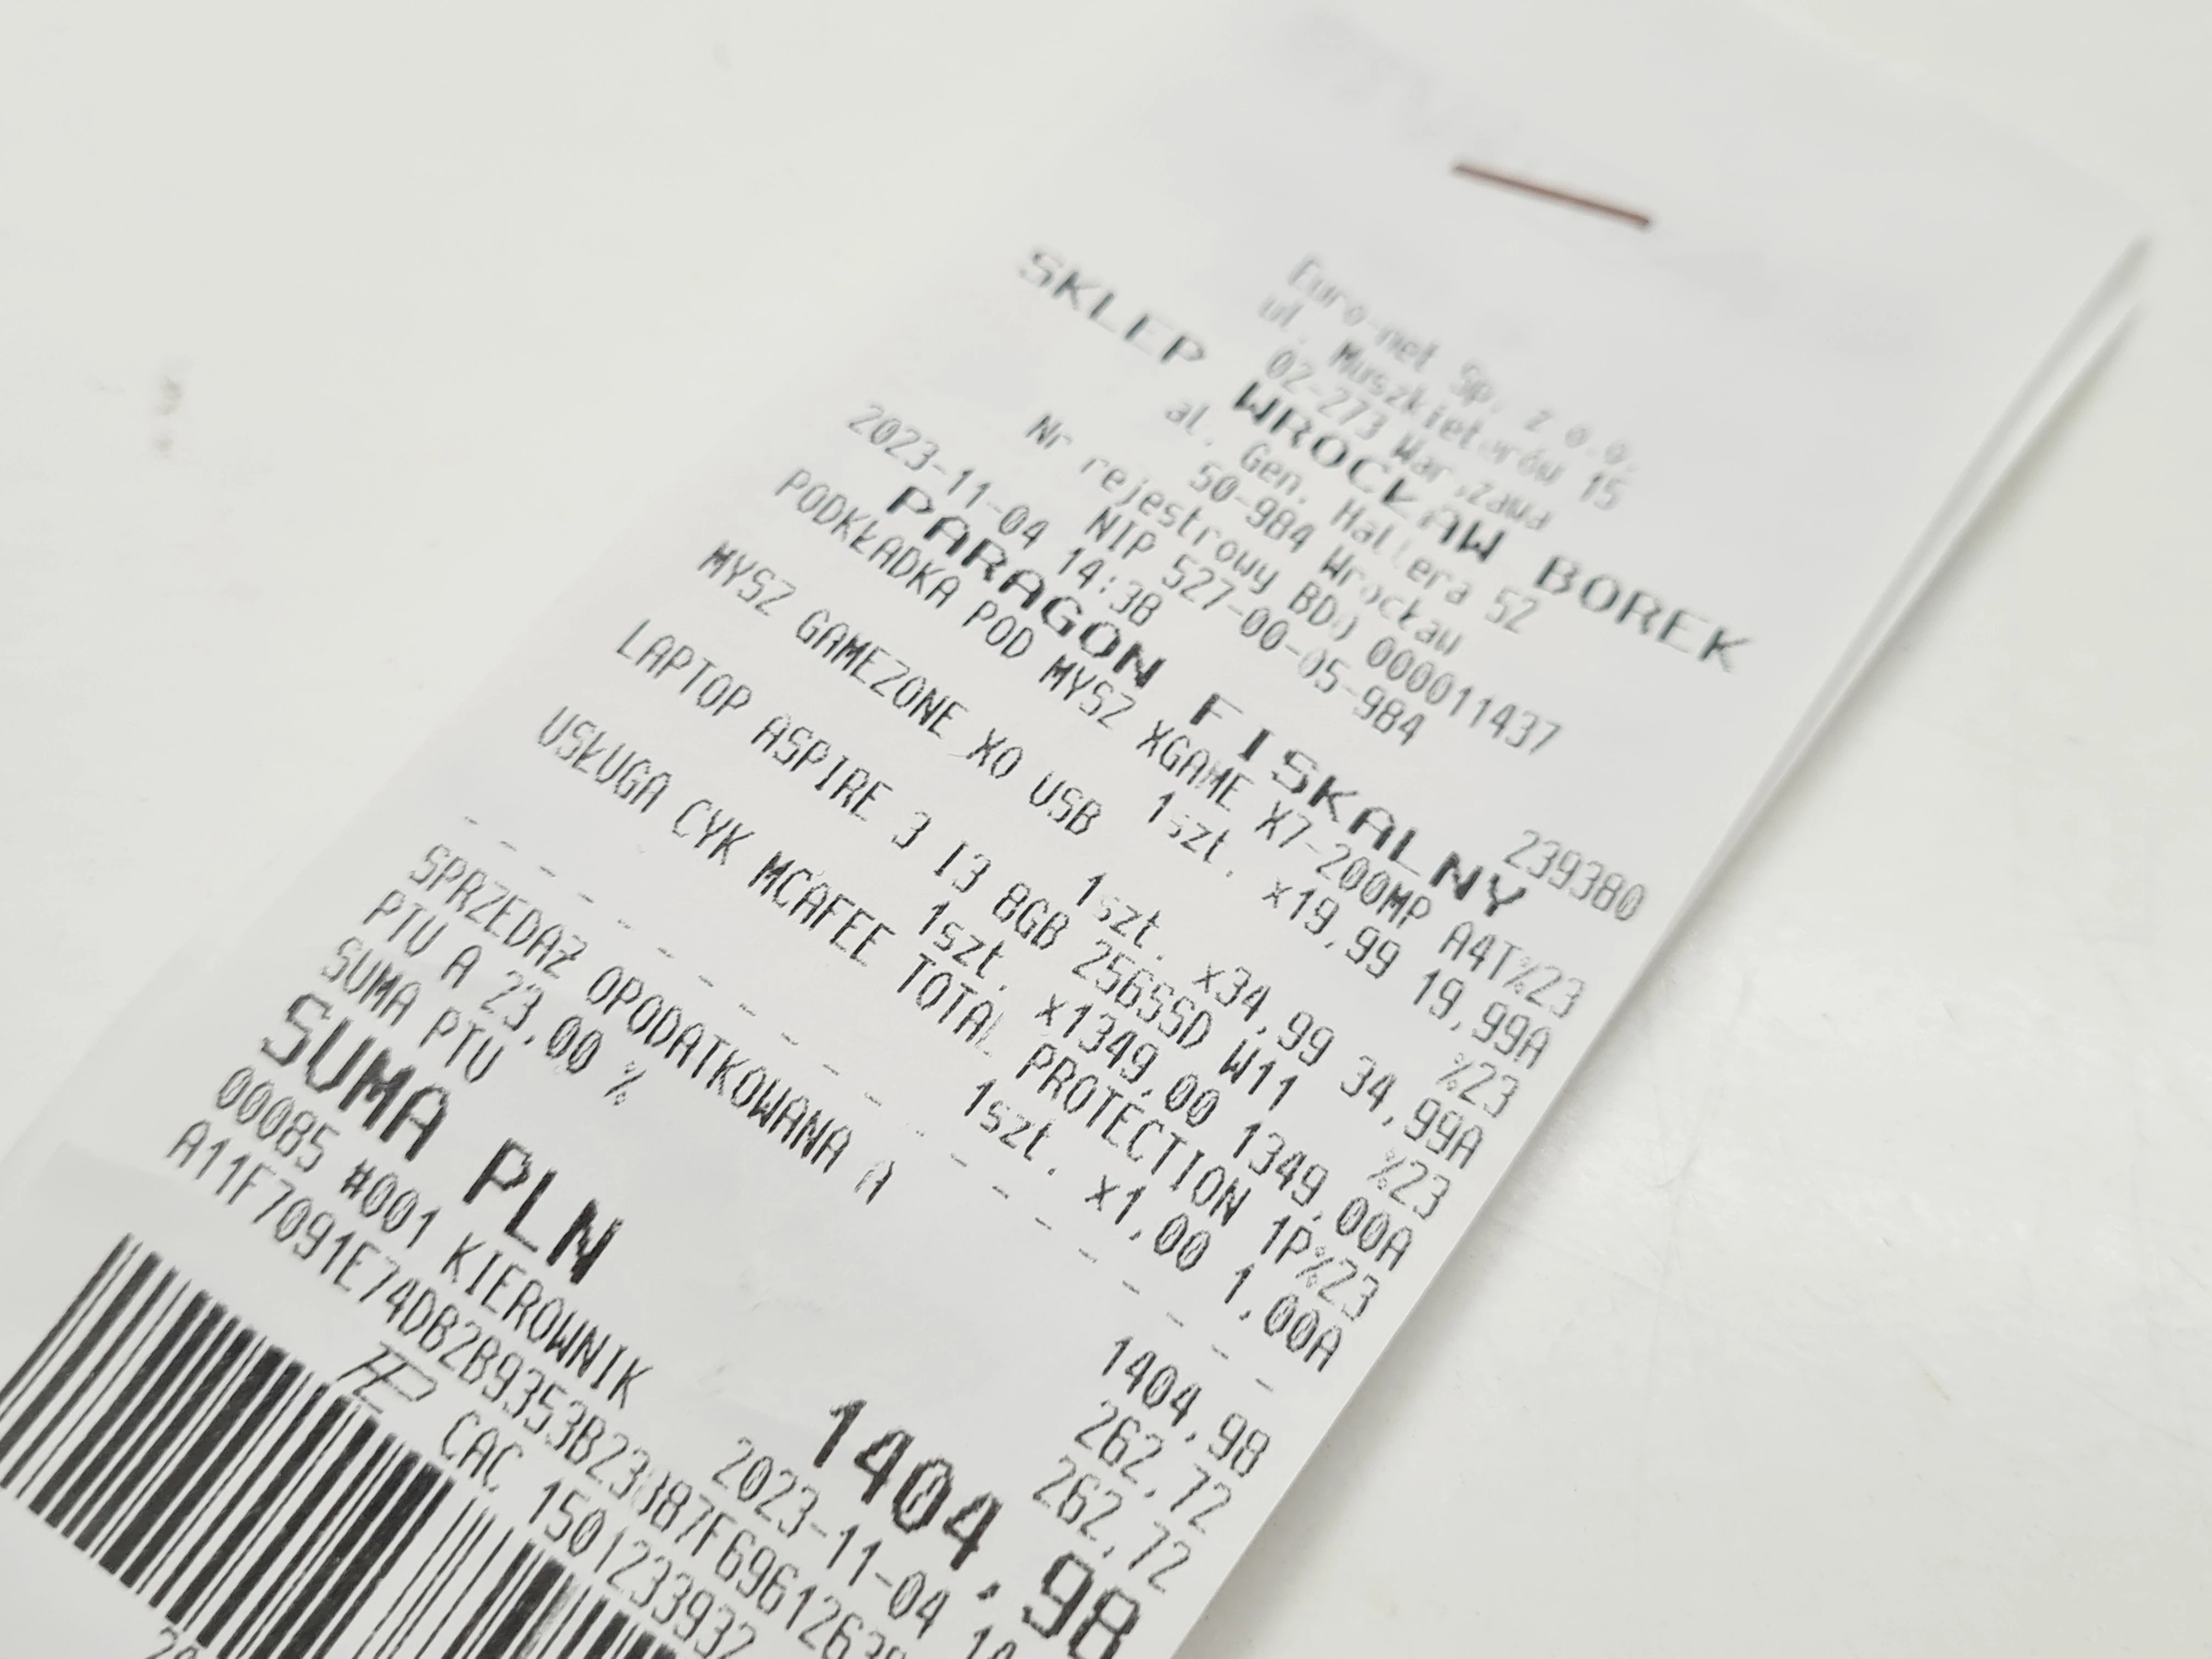 Euro-net Sp. z o.o.
ul. Muszkieterów 15
02-273 Warszawa
SKLEP WROCŁAW BOREK
al. Gen. Hallera 52
50-984 Wrocław
Nr rejestrowy BDO 000011437
NIP 527-00-05-984
2023-11-04 14:38 239380
PARAGON FISKALNY
PODKŁADKA POD MYSZ XGAME X7-200MP A4T%23
1szt. x19,99 19,99A
MYSZ GAMEZONE XO USB %23
1szt. x34,99 34,99A
LAPTOP ASPIRE 3 I3 8GB 256SSD W11 %23
1szt. x1349,00 1349,00A
USŁUGA CYK MCAFEE TOTAL PROTECTION 1P%23
1szt. x1,00 1,00A
SPRZEDAŻ OPODATKOWANA A 1404,98
PTU A 23,00 % 262,72
SUMA PTU 262,72
SUMA PLN 1404,98
00085 #001 KIEROWNIK 2023-11-04
CAC 1501233932